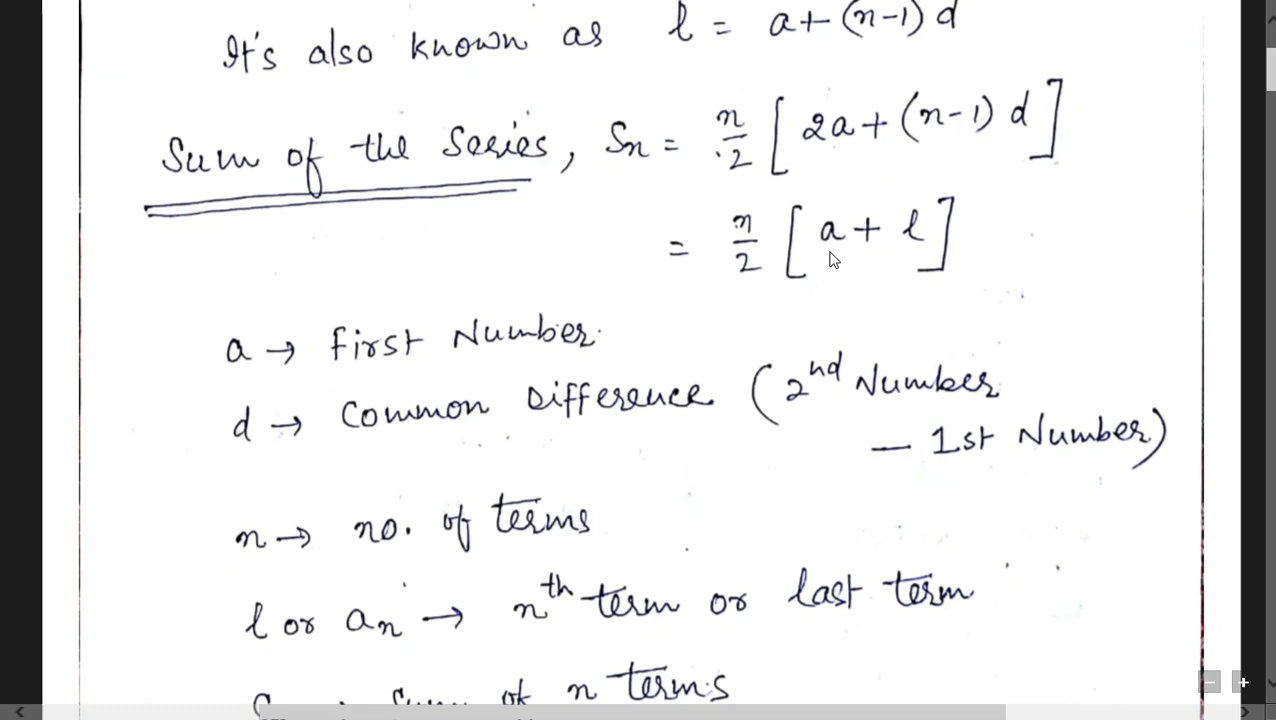 It's also known as l = a+(n-1) d
Sum of the Series, Sn = n/2 [2a+(n-1) d]
= n/2 [a+l]
a → First Number.
d → Common Difference (2nd Number
— 1st Number)
n → no. of terms
l or an → nth term or last term
Sum of n terms